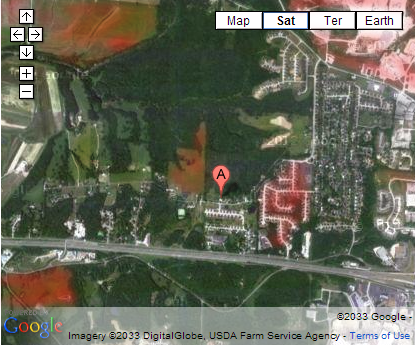 Map Sat Ter Earth
A
©2033 Google -
Google
Imagery ©2033 DigitalGlobe, USDA Farm Service Agency - Terms of Use